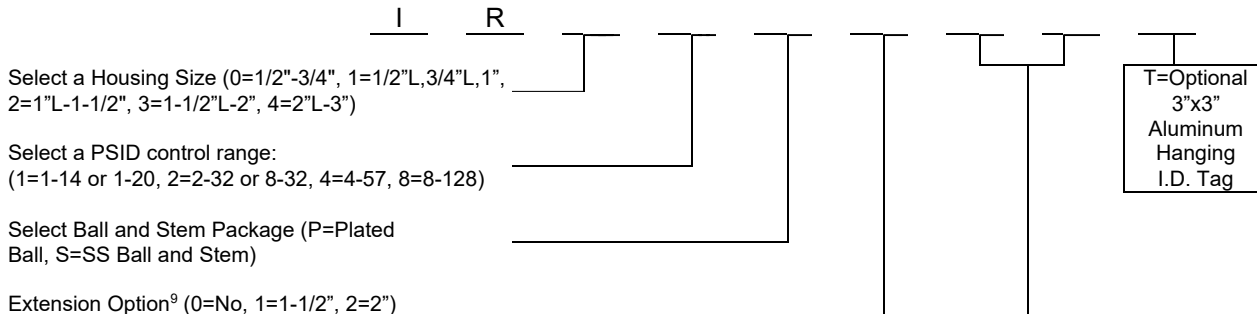 I R
Select a Housing Size (0=1/2"-3/4", 1=1/2”L,3/4”L,1”,
2=1”L-1-1/2", 3=1-1/2”L-2”, 4=2”L-3”)
Select a PSID control range:
(1=1-14 or 1-20, 2=2-32 or 8-32, 4=4-57, 8=8-128)
Select Ball and Stem Package (P=Plated
Ball, S=SS Ball and Stem)
Extension Option⁹ (0=No, 1=1-1/2”, 2=2”)
T=Optional
3”x3”
Aluminum
Hanging
I.D. Tag